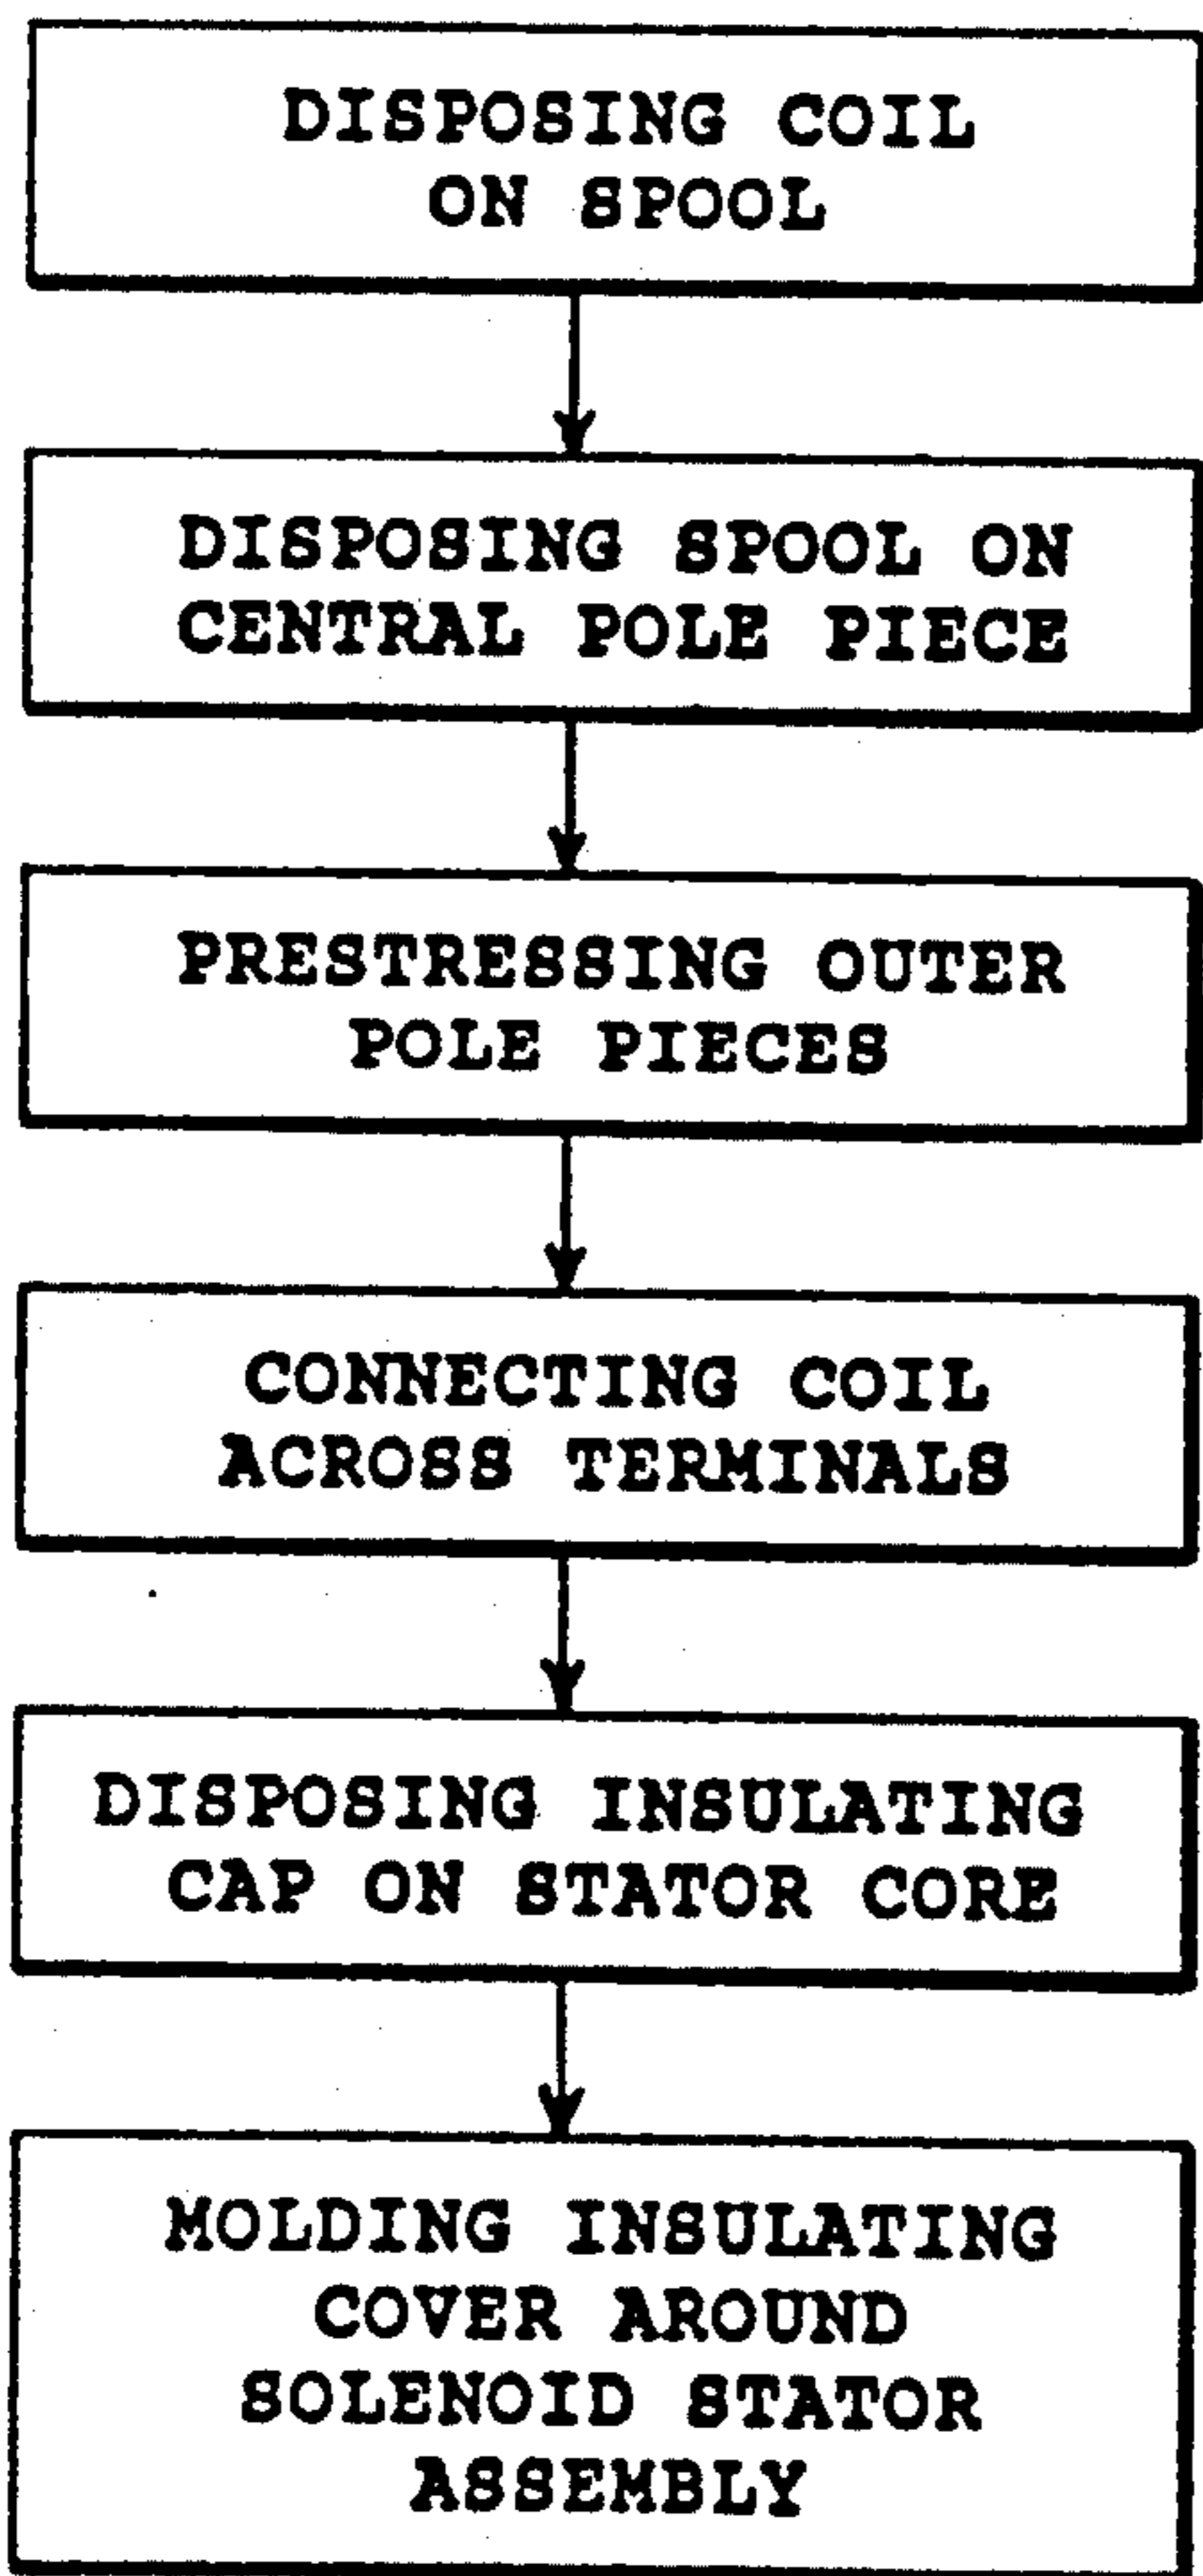 DISPOSING COIL
ON SPOOL
DISPOSING SPOOL ON
CENTRAL POLE PIECE
PRESTRESSING OUTER
POLE PIECES
CONNECTING COIL
ACROSS TERMINALS
DISPOSING INSULATING
CAP ON STATOR CORE
MOLDING INSULATING
COVER AROUND
SOLENOID STATOR
ASSEMBLY